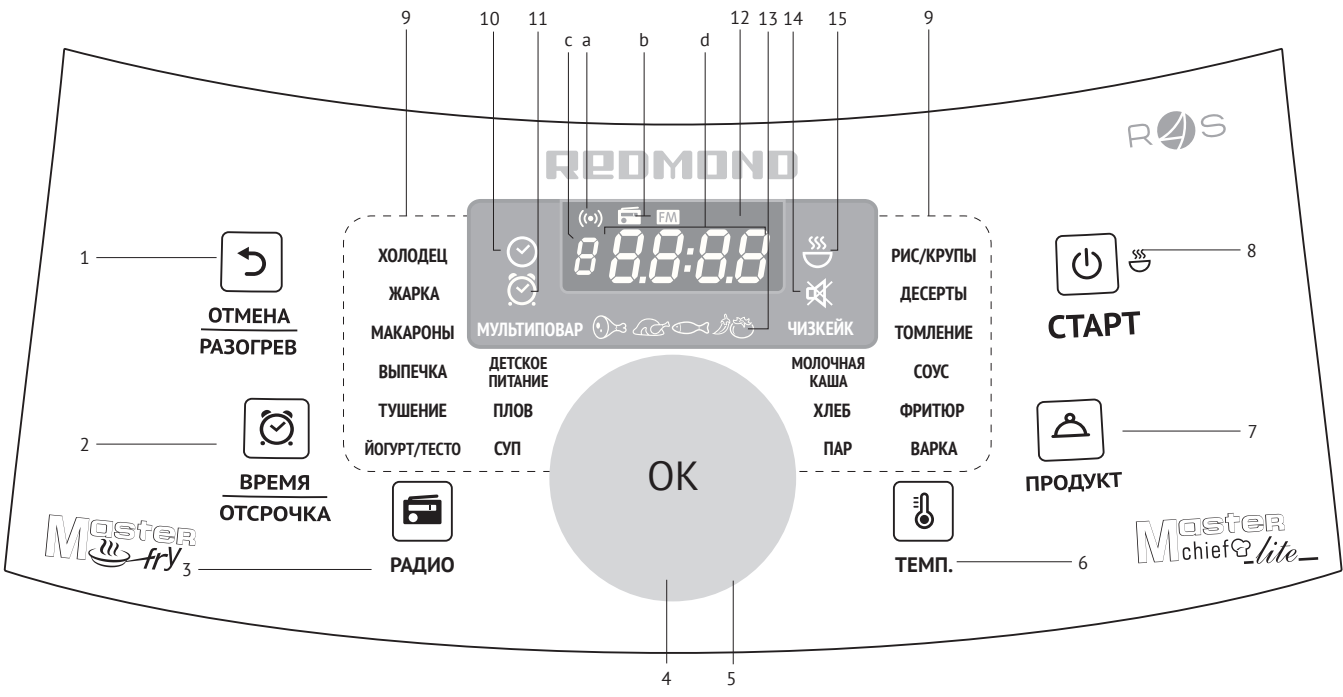 9 10 11 12 13 14 15 9
c a b d
R4S
REDMOND
FM
8 88:88
1
ОТМЕНА
РАЗОГРЕВ
2
ВРЕМЯ
ОТСРОЧКА
Master
fry
3
РАДИО
ХОЛОДЕЦ
ЖАРКА
МАКАРОНЫ
ВЫПЕЧКА
ТУШЕНИЕ
ЙОГУРТ/ТЕСТО
МУЛЬТИПОВАР
ДЕТСКОЕ
ПИТАНИЕ
ПЛОВ
СУП
OK
4 5
ЧИЗКЕЙК
МОЛОЧНАЯ
КАША
ХЛЕБ
ПАР
РИС/КРУПЫ
ДЕСЕРТЫ
ТОМЛЕНИЕ
СОУС
ФРИТЮР
ВАРКА
ТЕМП.
6
8
СТАРТ
7
ПРОДУКТ
Master
chief lite